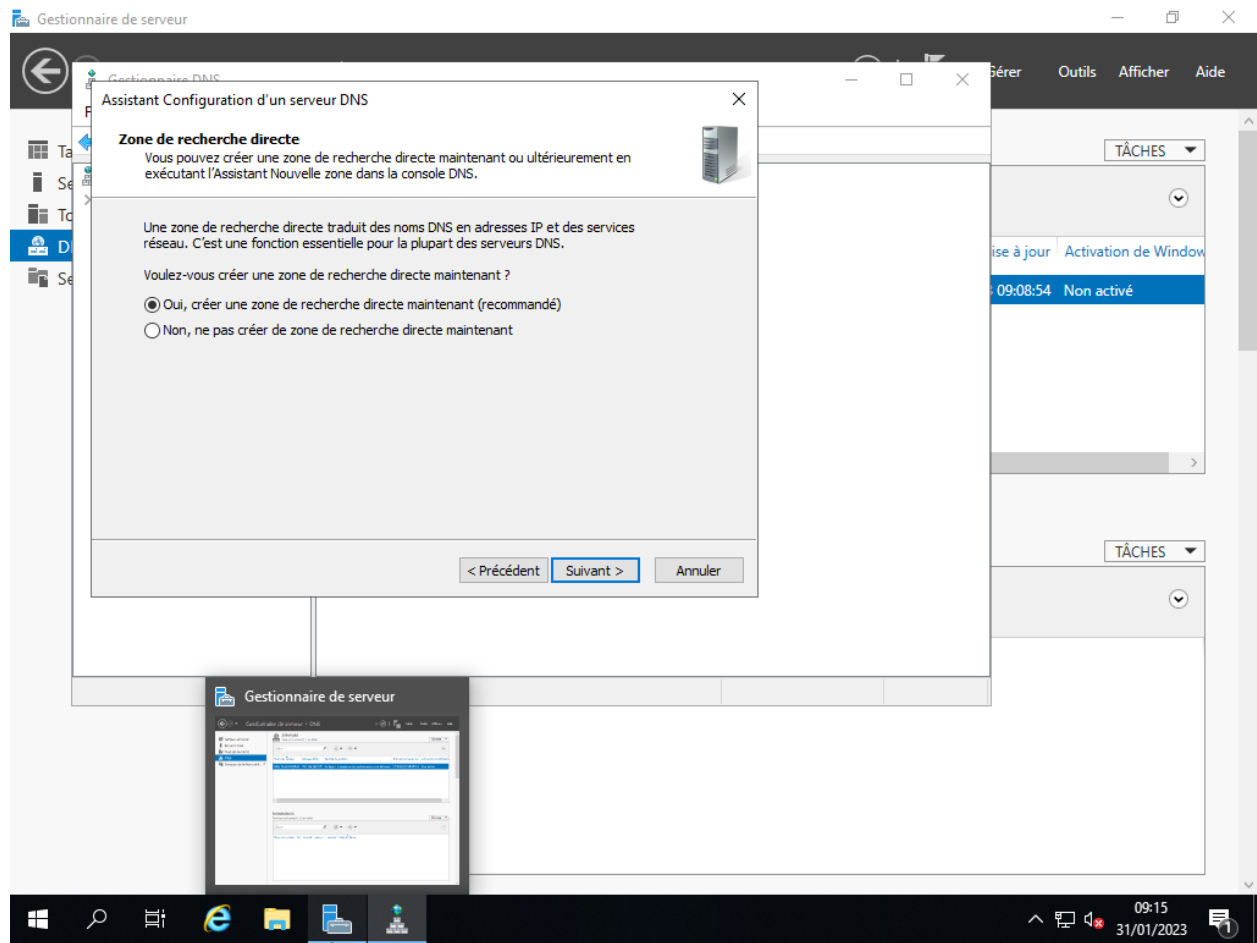 Gestionnaire de serveur
Gérer Outils Afficher Aide
Gestionnaire DNS
Assistant Configuration d'un serveur DNS
Zone de recherche directe
Vous pouvez créer une zone de recherche directe maintenant ou ultérieurement en
exécutant l'Assistant Nouvelle zone dans la console DNS.
TÂCHES
Une zone de recherche directe traduit des noms DNS en adresses IP et des services
réseau. C'est une fonction essentielle pour la plupart des serveurs DNS.
ise à jour Activation de Window
Voulez-vous créer une zone de recherche directe maintenant ?
09:08:54 Non activé
Oui, créer une zone de recherche directe maintenant (recommandé)
Non, ne pas créer de zone de recherche directe maintenant
TÂCHES
< Précédent Suivant > Annuler
Gestionnaire de serveur
09:15
31/01/2023
1